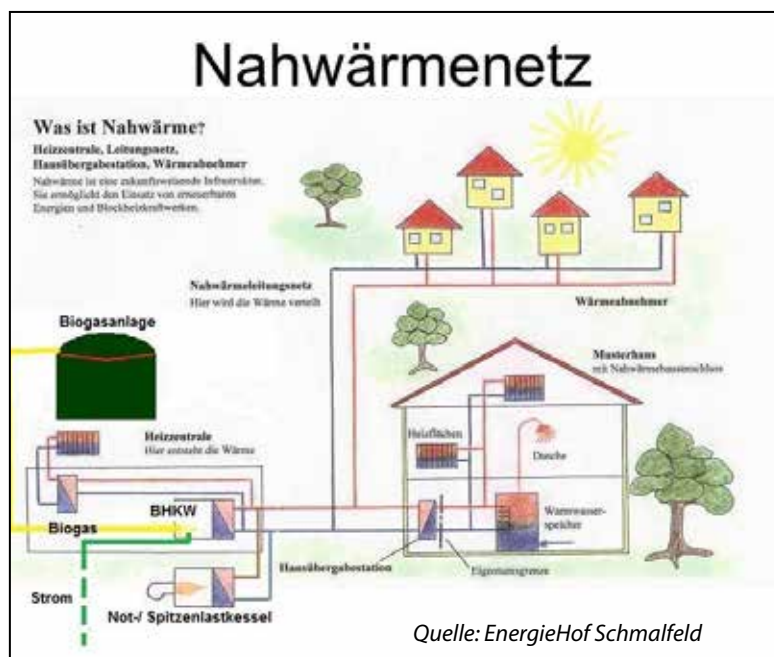 Nahwärmenetz
Was ist Nahwärme?
Heizzentrale, Leitungsnetz,
Hausübergabestation, Wärmeabnehmer
Nahwärme ist eine zukunftsweisende Infrastruktur.
Sie ermöglicht den Einsatz von erneuerbaren
Energien und Blockheizkraftwerken.
Nahwärmeleitungsnetz
Hier wird die Wärme verteilt
Wärmeabnehmer
Biogasanlage
Musterhaus
mit Nahwärmehausanschluss
Heizzentrale
Hier entsteht die Wärme
Heizflächen
Dusche
BHKW
Biogas
Warmwasser-
speicher
Hausübergabestation
Eigentumsgrenze
Strom
Not-/ Spitzenlastkessel
Quelle: EnergieHof Schmalfeld